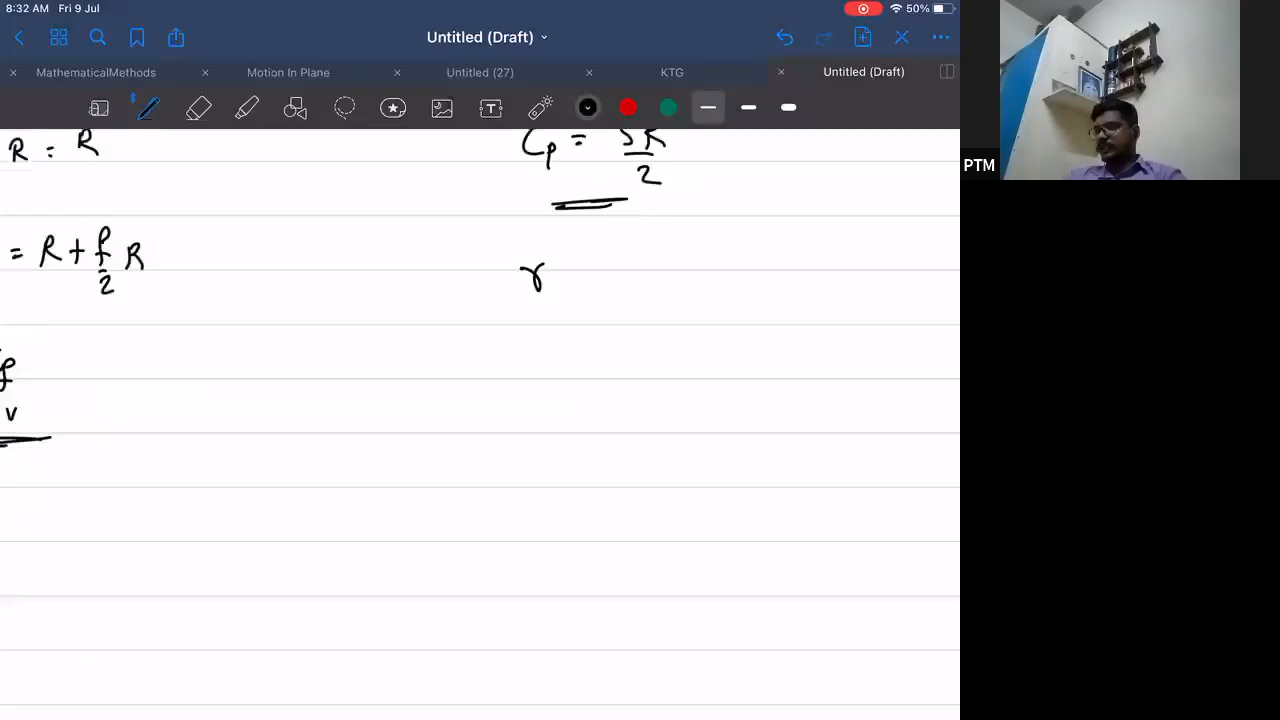 8:32 AM Fri 9 Jul
50%
Untitled (Draft)
MathematicalMethods
Motion In Plane
Untitled (27)
KTG
Untitled (Draft)
R = R
Cp = 5R/2
= R + f/2 R
γ
f
v
PTM